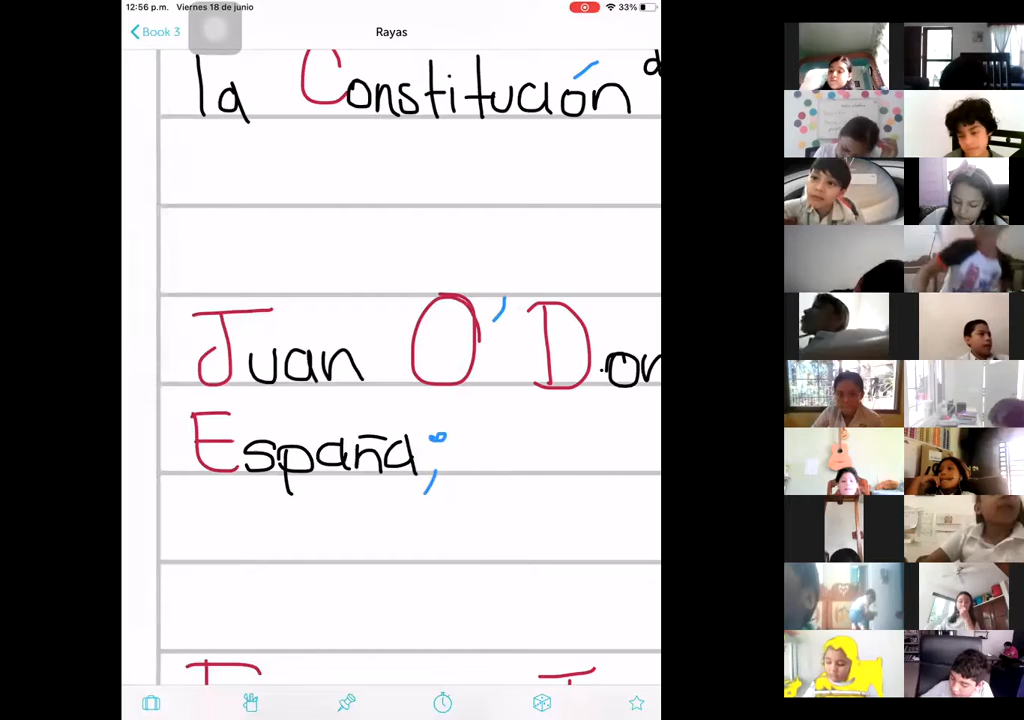 12:56 p.m. Viernes 18 de junio
33%
Book 3
Rayas
la Constitución d
Juan O'Don
España;